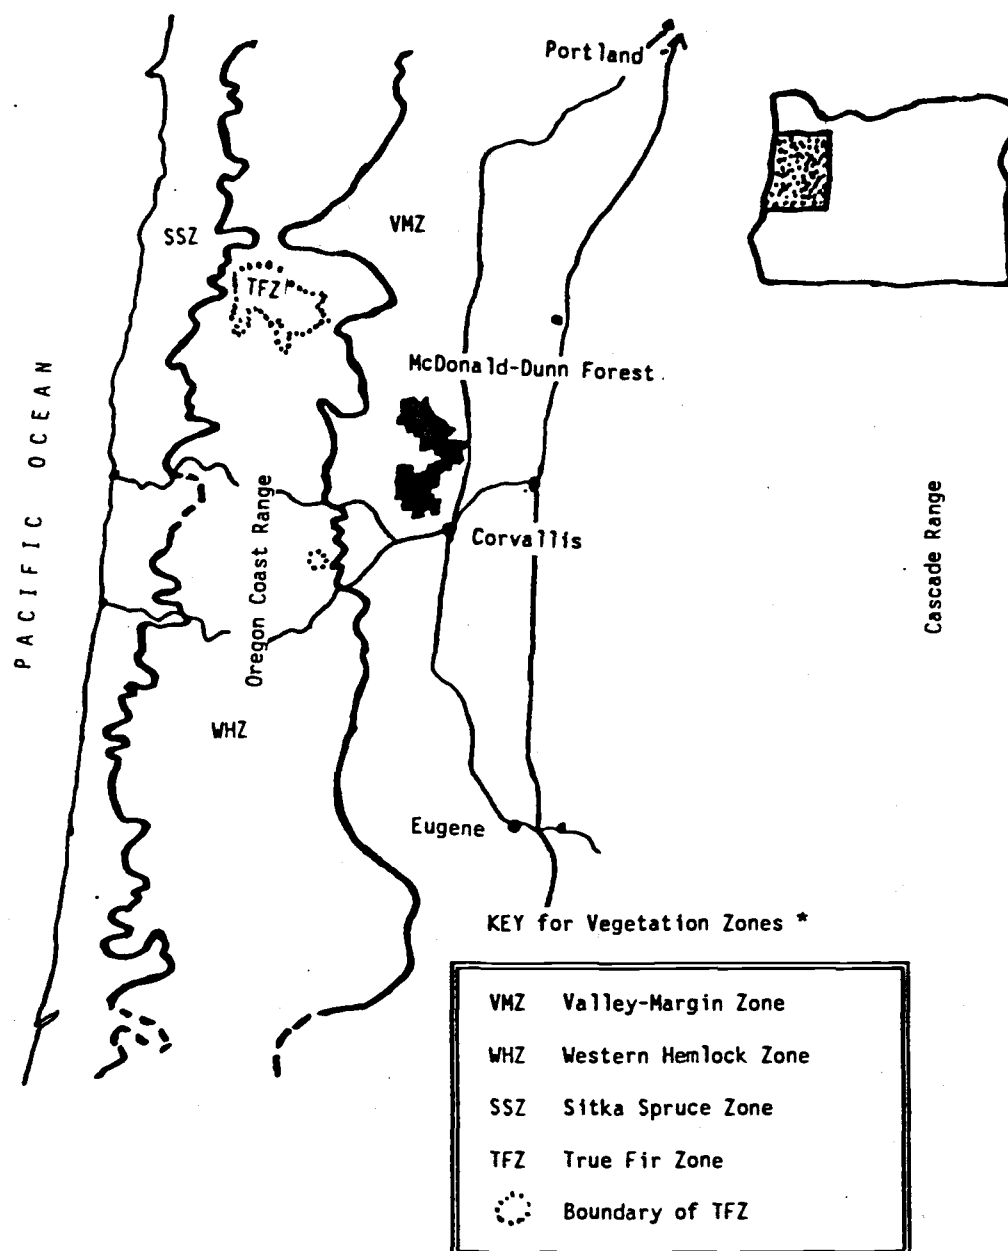 Portland
SSZ
VMZ
TFZ
McDonald-Dunn Forest
PACIFIC OCEAN
Oregon Coast Range
Corvallis
Cascade Range
WHZ
Eugene
KEY for Vegetation Zones *
VMZ Valley-Margin Zone
WHZ Western Hemlock Zone
SSZ Sitka Spruce Zone
TFZ True Fir Zone
Boundary of TFZ